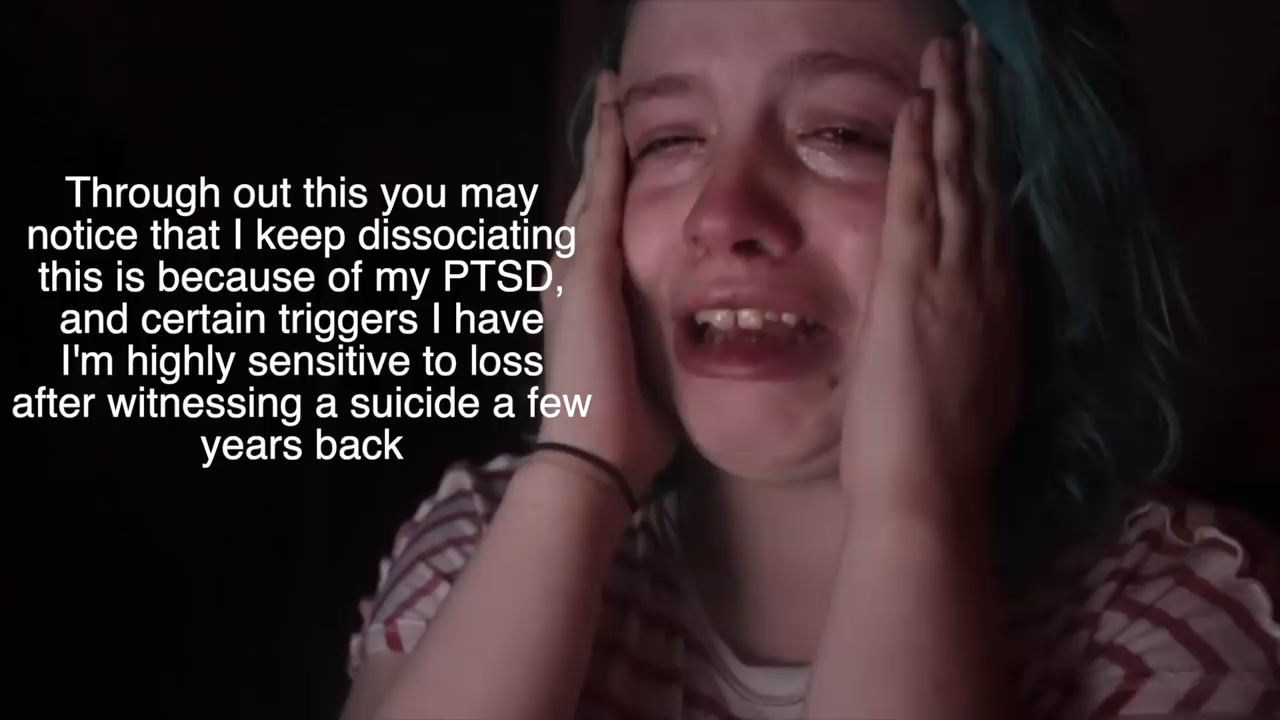 Through out this you may
notice that I keep dissociating
this is because of my PTSD,
and certain triggers I have
I'm highly sensitive to loss
after witnessing a suicide a few
years back